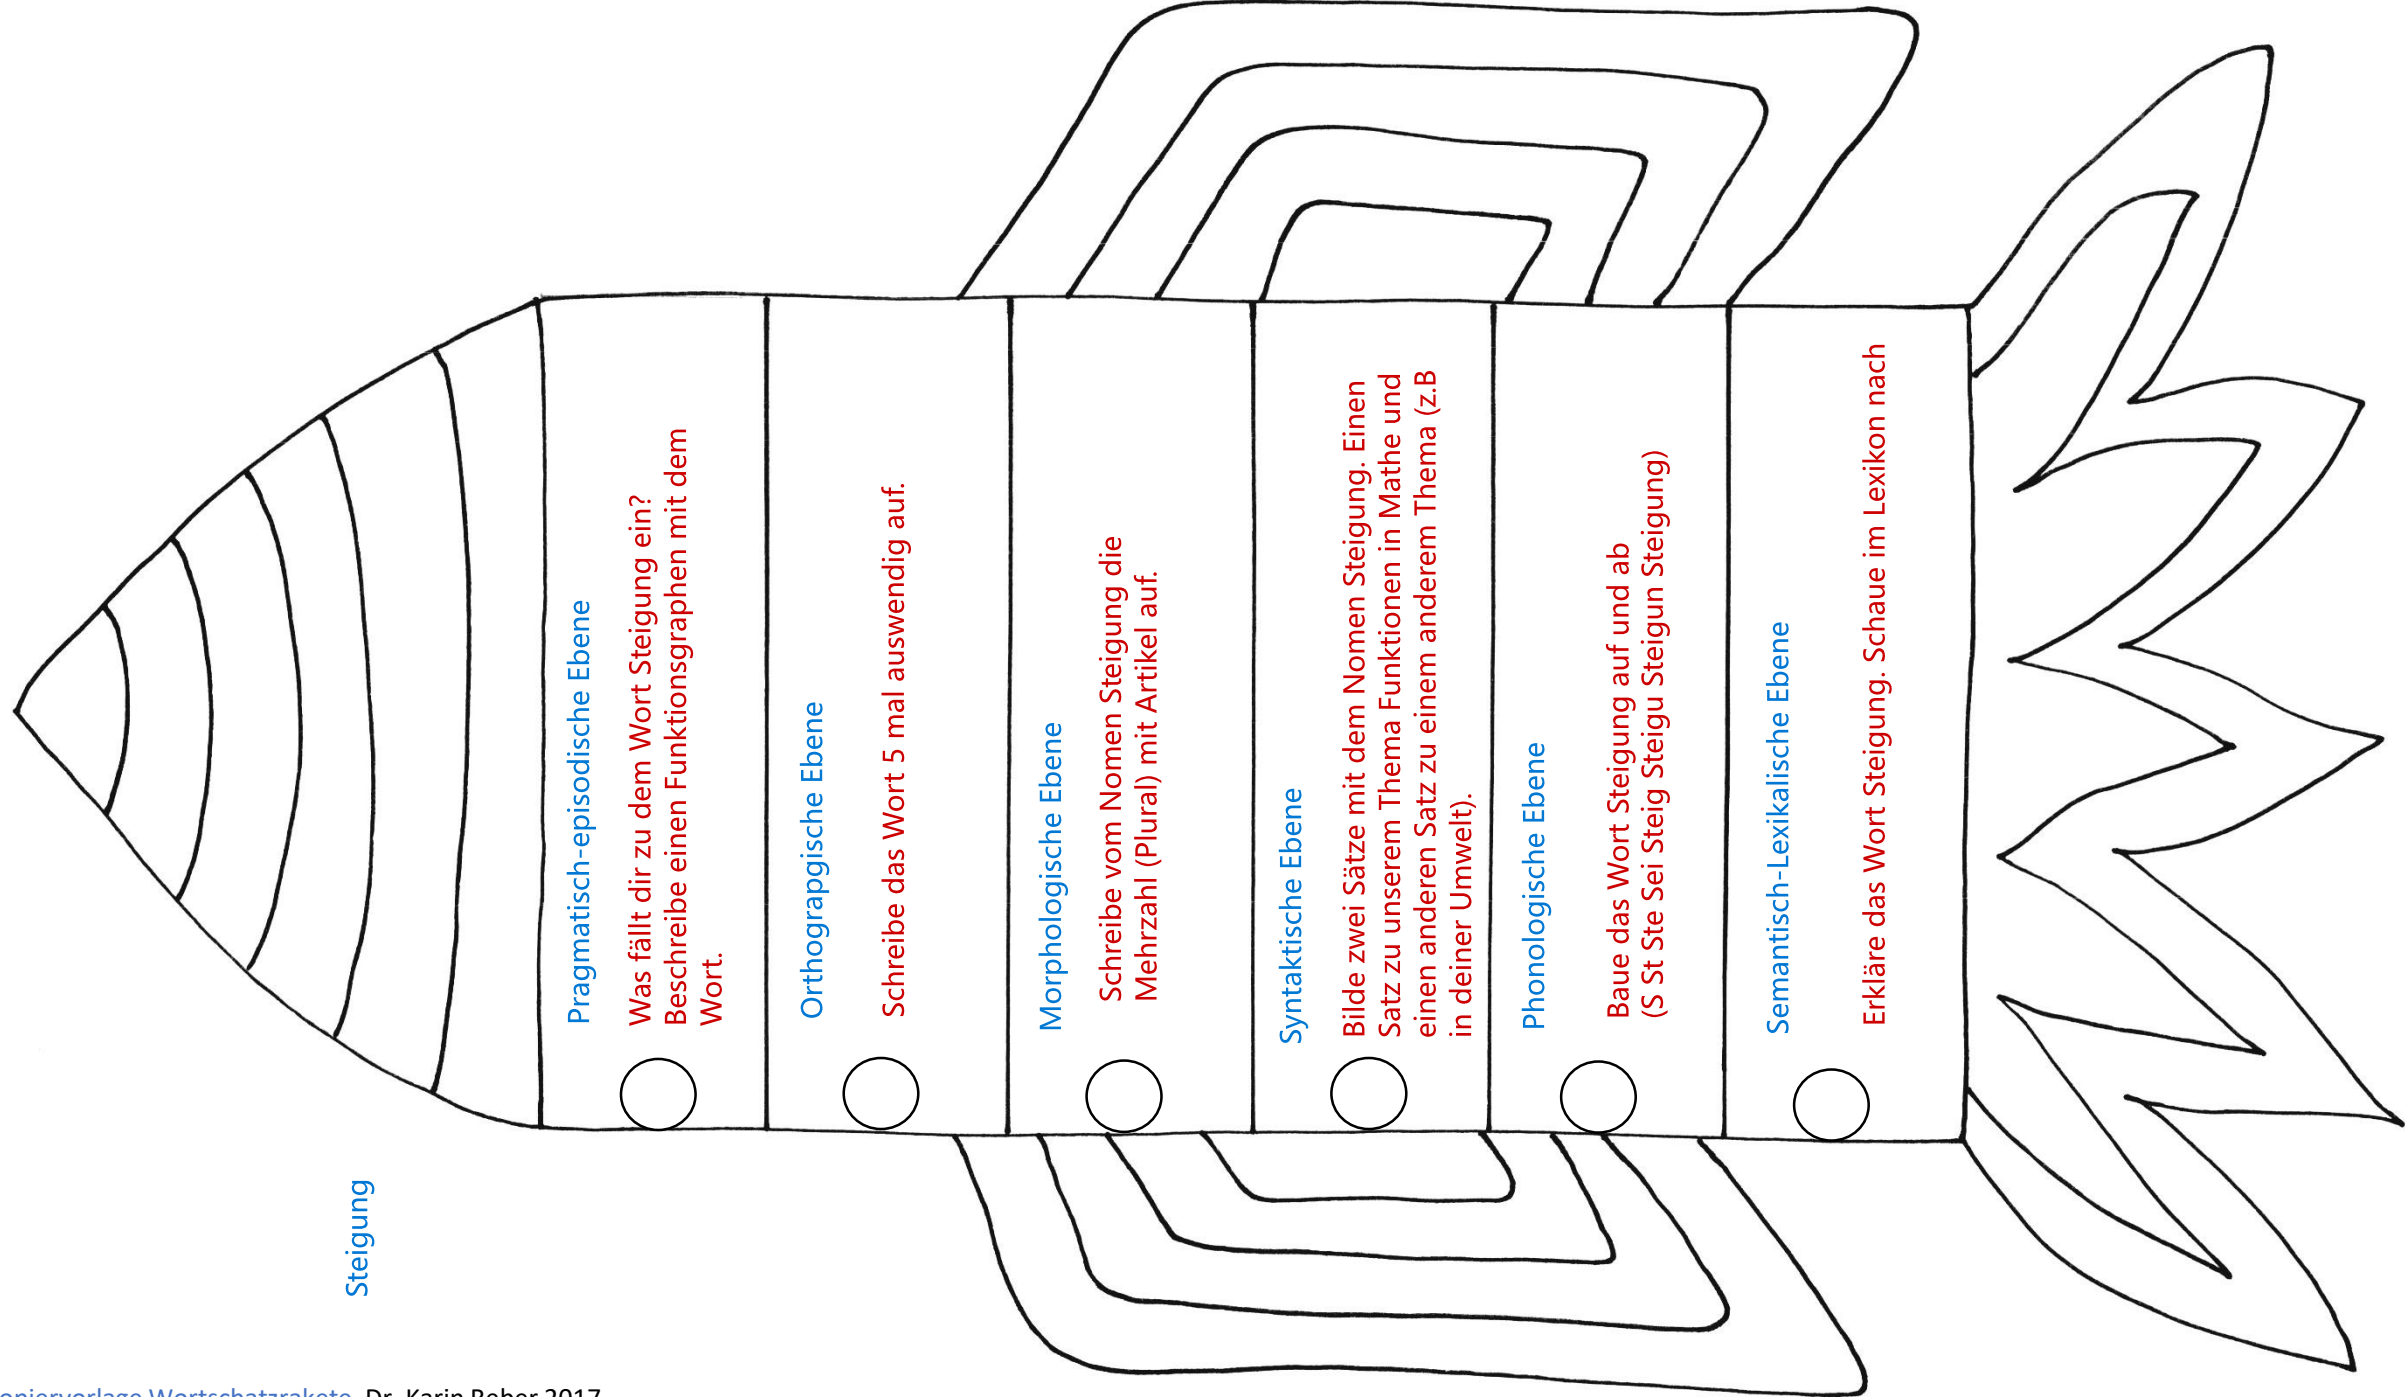 Steigung
Pragmatisch-episodische Ebene
Was fällt dir zu dem Wort Steigung ein?
Beschreibe einen Funktionsgraphen mit dem
Wort.
Orthograpgische Ebene
Schreibe das Wort 5 mal auswendig auf.
Morphologische Ebene
Schreibe vom Nomen Steigung die
Mehrzahl (Plural) mit Artikel auf.
Syntaktische Ebene
Bilde zwei Sätze mit dem Nomen Steigung. Einen
Satz zu unserem Thema Funktionen in Mathe und
einen anderen Satz zu einem anderem Thema (z.B
in deiner Umwelt).
Phonologische Ebene
Baue das Wort Steigung auf und ab
(S St Ste Sei Steig Steigu Steigun Steigung)
Semantisch-Lexikalische Ebene
Erkläre das Wort Steigung. Schaue im Lexikon nach
Wortschatzrakete, Dr. Karin Reber 2017